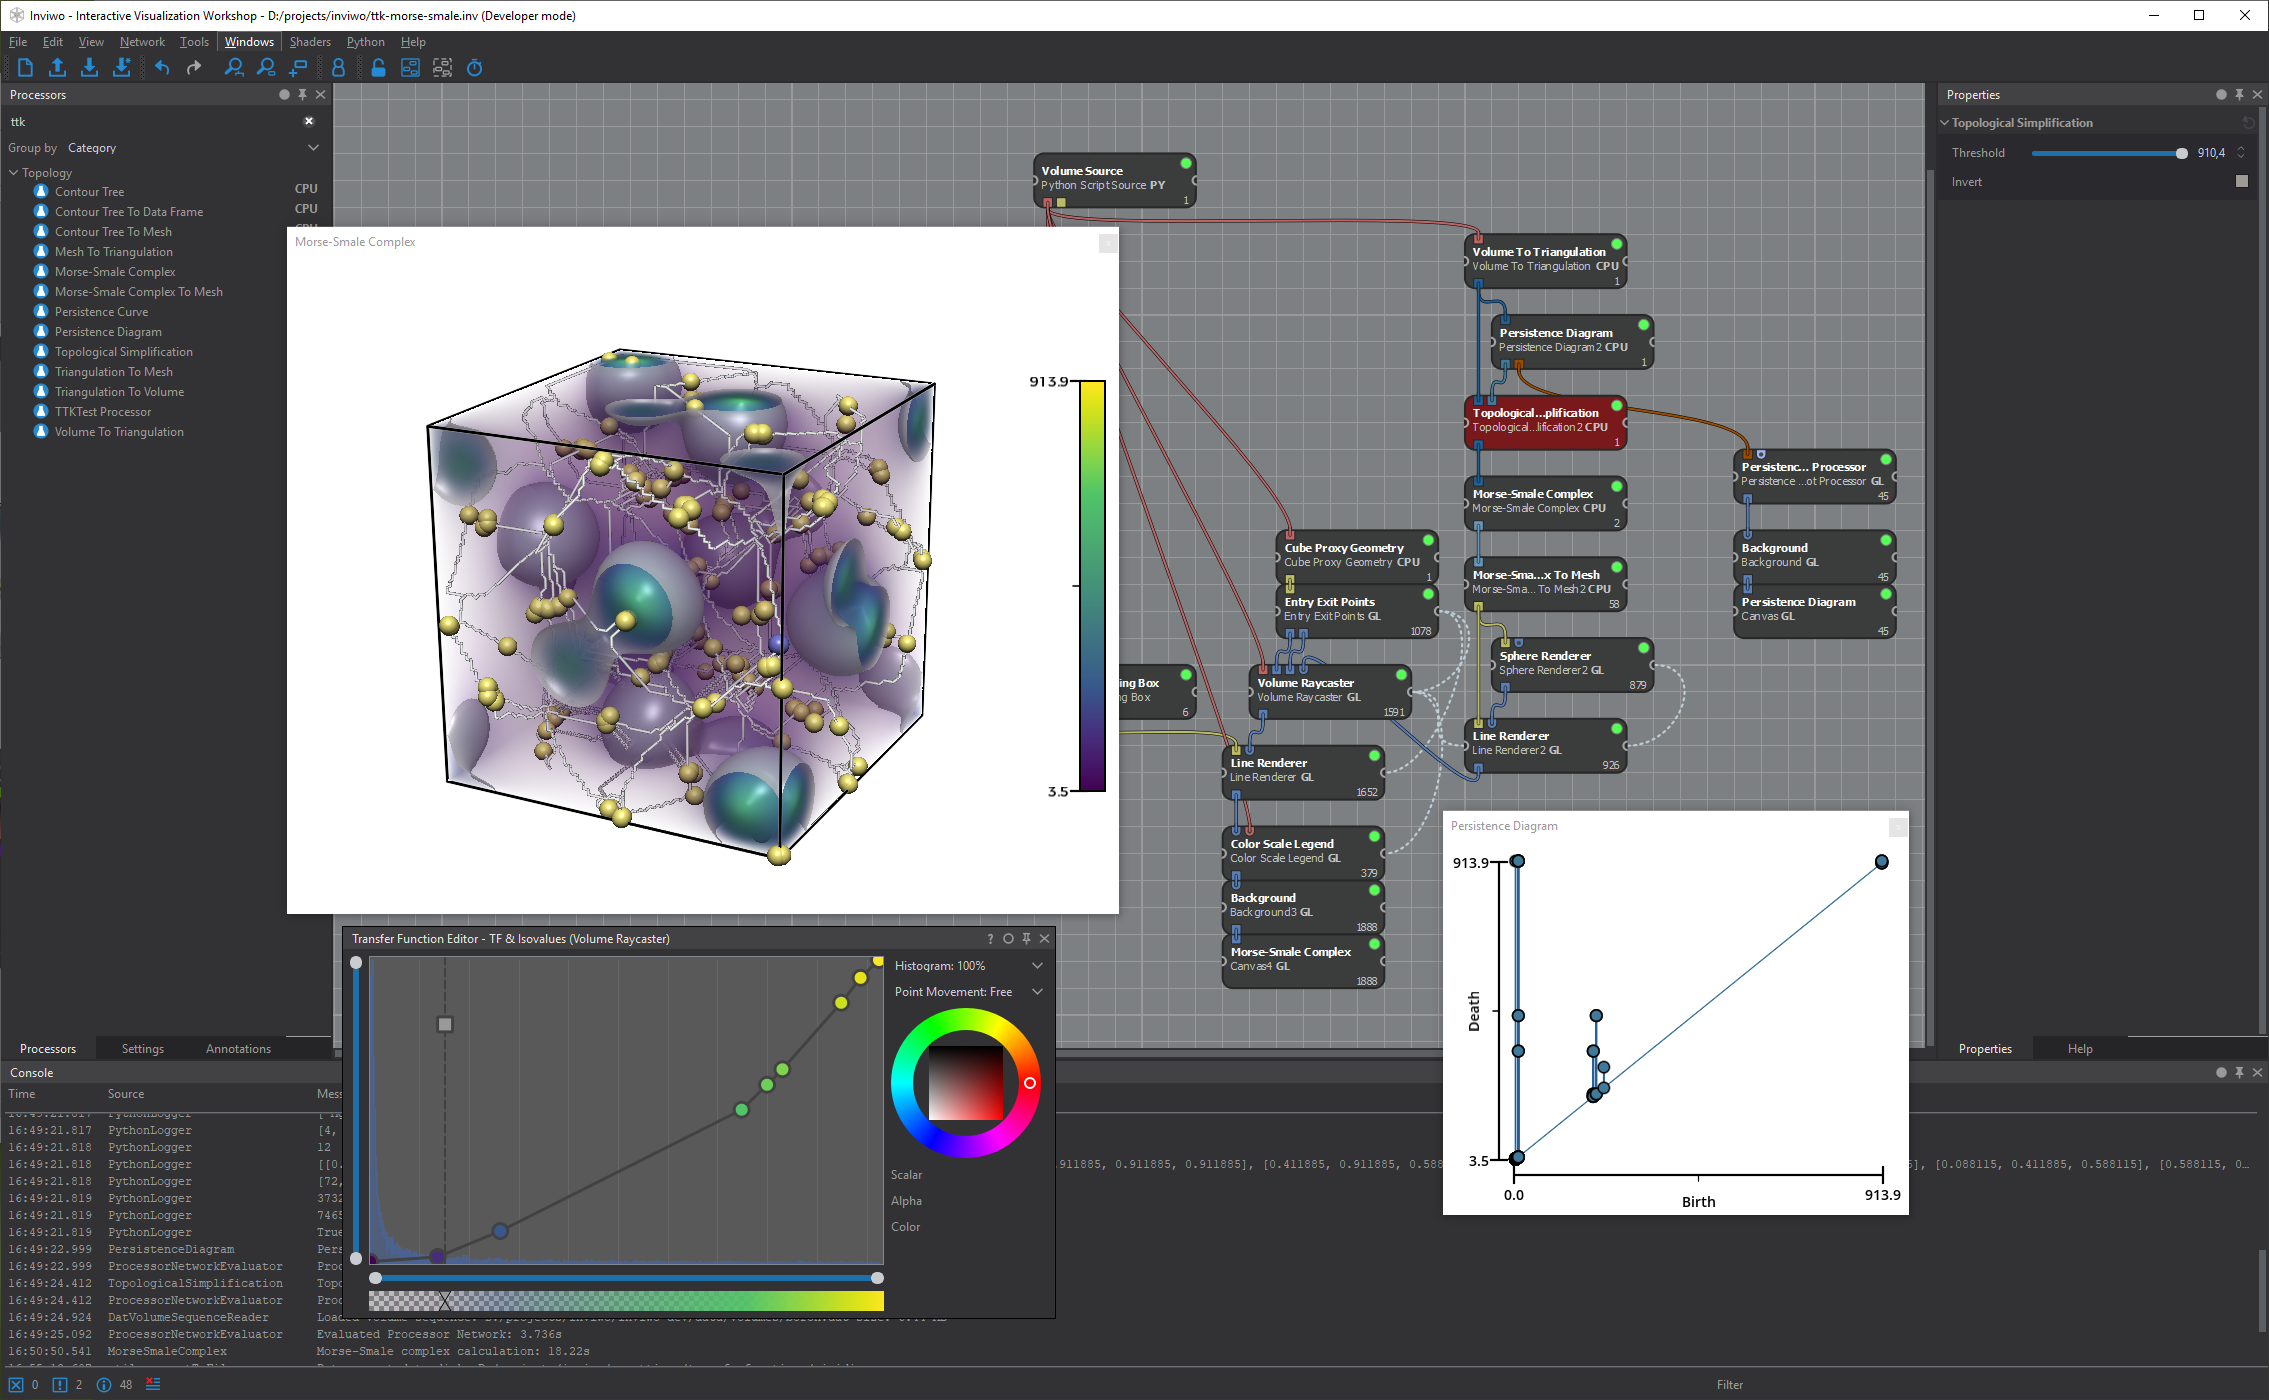 Inviwo - Interactive Visualization Workshop - D:/projects/inviwo/ttk-morse-smale.inv (Developer mode)
File Edit View Network Tools Windows Shaders Python Help
Processors
ttk
Group by Category
Topology
Contour Tree CPU
Contour Tree To Data Frame CPU
Contour Tree To Mesh
Mesh To Triangulation
Morse-Smale Complex
Morse-Smale Complex To Mesh
Persistence Curve
Persistence Diagram
Topological Simplification
Triangulation To Mesh
Triangulation To Volume
TTKTest Processor
Volume To Triangulation
Processors Settings Annotations
Morse-Smale Complex
913.9
3.5
Volume Source
Python Script Source PY
1
Volume To Triangulation
Volume To Triangulation CPU
1
Persistence Diagram
Persistence Diagram2 CPU
1
Topological...plification
Topological...lification2 CPU
1
Morse-Smale Complex
Morse-Smale Complex CPU
2
Morse-Sma...x To Mesh
Morse-Sma... To Mesh2 CPU
58
Sphere Renderer
Sphere Renderer2 GL
879
Line Renderer
Line Renderer2 GL
926
Persistenc... Processor
Persistence ...ot Processor GL
45
Background
Background GL
45
Persistence Diagram
Canvas GL
45
Cube Proxy Geometry
Cube Proxy Geometry CPU
1
Entry Exit Points
Entry Exit Points GL
1078
ing Box
ng Box
6
Volume Raycaster
Volume Raycaster GL
1591
Line Renderer
Line Renderer GL
1652
Color Scale Legend
Color Scale Legend GL
379
Background
Background3 GL
1888
Morse-Smale Complex
Canvas4 GL
1888
Properties
Topological Simplification
Threshold 910,4
Invert
Properties Help
Transfer Function Editor - TF & Isovalues (Volume Raycaster)
?
Histogram: 100%
Point Movement: Free
Scalar
Alpha
Color
Persistence Diagram
913.9
Death
3.5
0.0
913.9
Birth
Console
Time Source Mess
16:49:21.817 PythonLogger [4,
16:49:21.818 PythonLogger 12
16:49:21.818 PythonLogger [[0. .911885, 0.911885, 0.911885], [0.411885, 0.911885, 0.588 ], [0.088115, 0.411885, 0.588115], [0.588115, 0...
16:49:21.818 PythonLogger [72,
16:49:21.819 PythonLogger 3732
16:49:21.819 PythonLogger 7465
16:49:21.819 PythonLogger True
16:49:22.999 PersistenceDiagram Pers
16:49:22.999 ProcessorNetworkEvaluator Proc
16:49:24.412 TopologicalSimplification Topo
16:49:24.412 ProcessorNetworkEvaluator Proc
16:49:24.924 DatVolumeSequenceReader
16:49:25.092 ProcessorNetworkEvaluator Evaluated Processor Network: 3.736s
16:50:50.541 MorseSmaleComplex Morse-Smale complex calculation: 18.22s
0 2 48 Filter